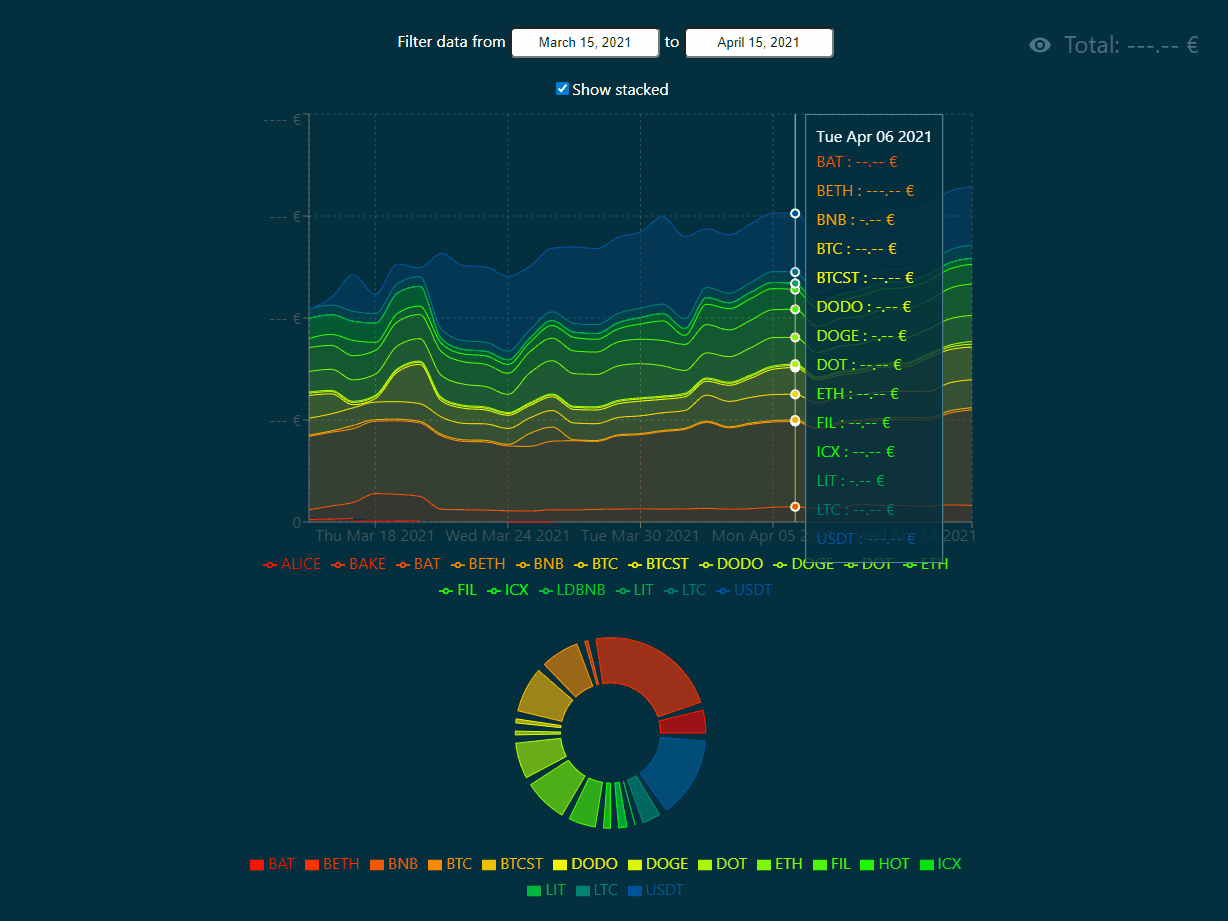 Filter data from March 15, 2021 to April 15, 2021
Total: ---.-- €
Show stacked
---- €
--- €
--- €
--- €
0
Tue Apr 06 2021
BAT : --.-- €
BETH : ---.-- €
BNB : -.-- €
BTC : --.-- €
BTCST : --.-- €
DODO : -.-- €
DOGE : -.-- €
DOT : --.-- €
ETH : --.-- €
FIL : --.-- €
ICX : --.-- €
LIT : -.-- €
LTC : --.-- €
USDT : ---.-- €
Thu Mar 18 2021 Wed Mar 24 2021 Tue Mar 30 2021 Mon Apr 05 2021 Wed Apr 14 2021
ALICE BAKE BAT BETH BNB BTC BTCST DODO DOGE DOT ETH
FIL ICX LDBNB LIT LTC USDT
BAT BETH BNB BTC BTCST DODO DOGE DOT ETH FIL HOT ICX
LIT LTC USDT